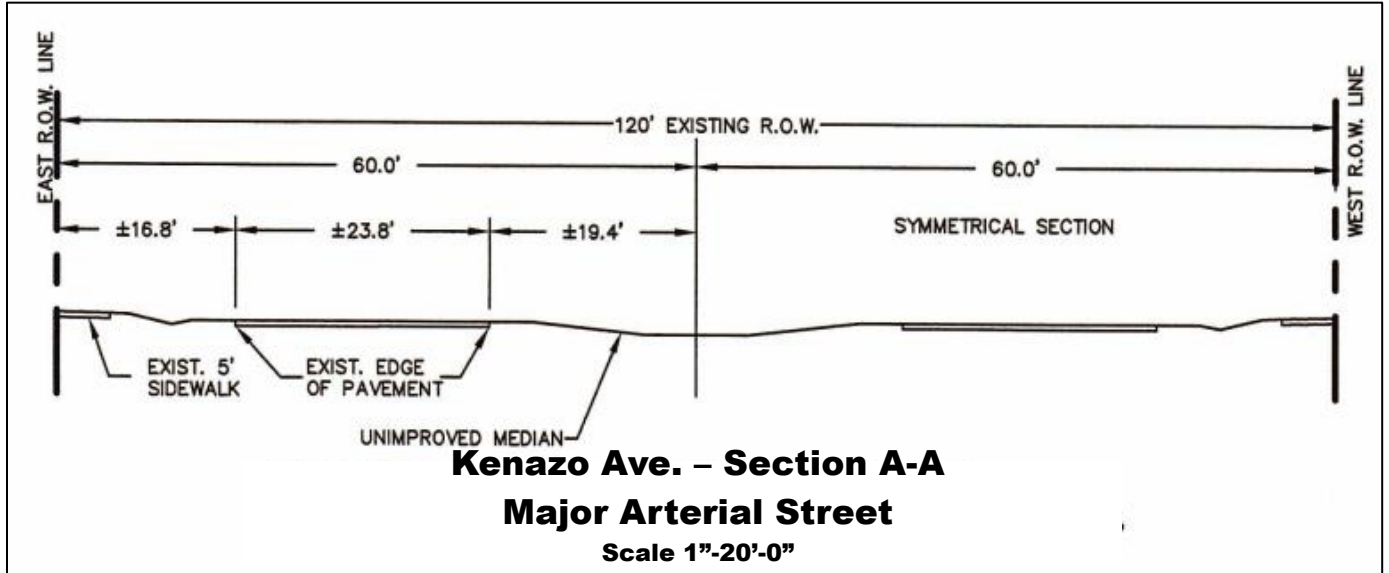 EAST R.O.W. LINE
WEST R.O.W. LINE
120' EXISTING R.O.W.
60.0'
60.0'
±16.8'
±23.8'
±19.4'
SYMMETRICAL SECTION
EXIST. 5'
SIDEWALK
EXIST. EDGE
OF PAVEMENT
UNIMPROVED MEDIAN
Kenazo Ave. – Section A-A
Major Arterial Street
Scale 1”-20’-0”